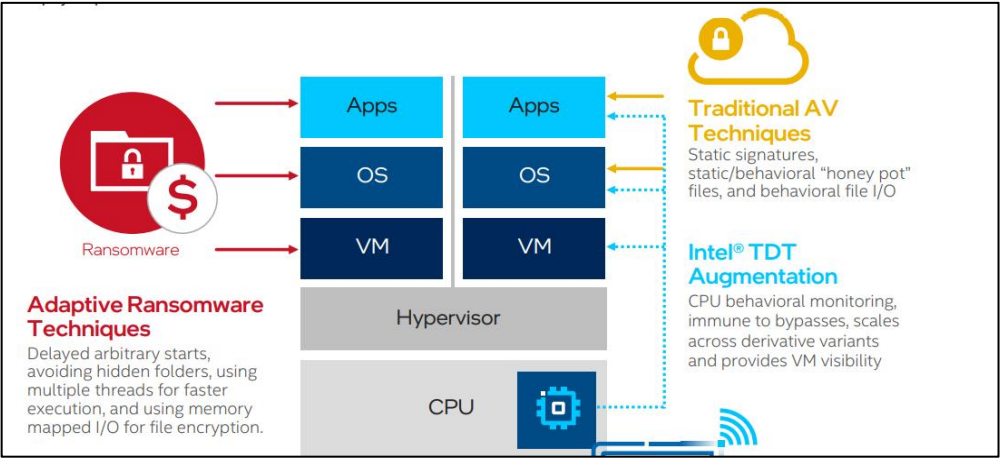 Apps
Apps
OS
OS
VM
VM
Hypervisor
CPU
$
Ransomware
Adaptive Ransomware
Techniques
Delayed arbitrary starts,
avoiding hidden folders, using
multiple threads for faster
execution, and using memory
mapped I/O for file encryption.
Traditional AV
Techniques
Static signatures,
static/behavioral “honey pot”
files, and behavioral file I/O
Intel® TDT
Augmentation
CPU behavioral monitoring,
immune to bypasses, scales
across derivative variants
and provides VM visibility